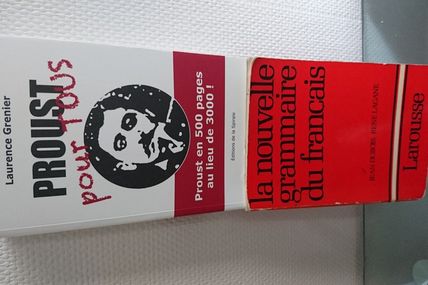 Laurence Grenier
PROUST
pour tous
Proust en 500 pages
au lieu de 3000 !
Éditions de la Spirale
la nouvelle
grammaire
du français
JEAN DUBOIS RENÉ LAGANE
Larousse